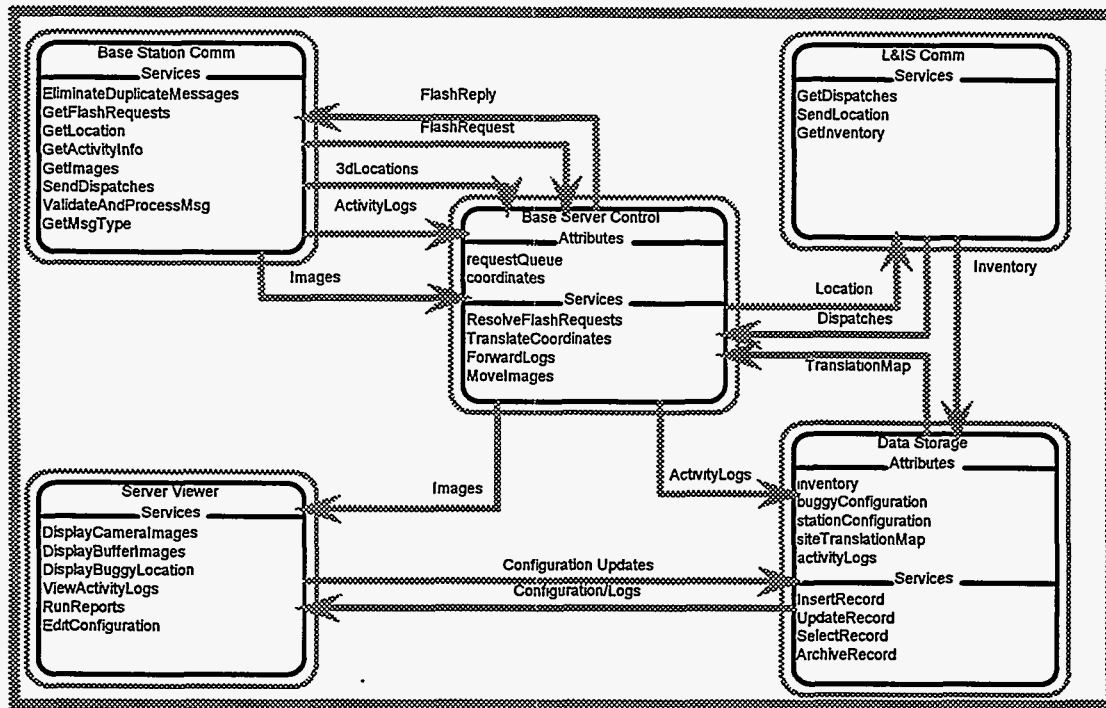 Base Station Comm
Services
EliminateDuplicateMessages
GetFlashRequests
GetLocation
GetActivityInfo
GetImages
SendDispatches
ValidateAndProcessMsg
GetMsgType
FlashReply
FlashRequest
3dLocations
ActivityLogs
Images
L&IS Comm
Services
GetDispatches
SendLocation
GetInventory
Base Server Control
Attributes
requestQueue
coordinates
Services
ResolveFlashRequests
TranslateCoordinates
ForwardLogs
MoveImages
Location
Dispatches
TranslationMap
Inventory
Images
ActivityLogs
Server Viewer
Services
DisplayCameraImages
DisplayBufferImages
DisplayBuggyLocation
ViewActivityLogs
RunReports
EditConfiguration
Configuration Updates
Configuration/Logs
Data Storage
Attributes
inventory
buggyConfiguration
stationConfiguration
siteTranslationMap
activityLogs
Services
InsertRecord
UpdateRecord
SelectRecord
ArchiveRecord